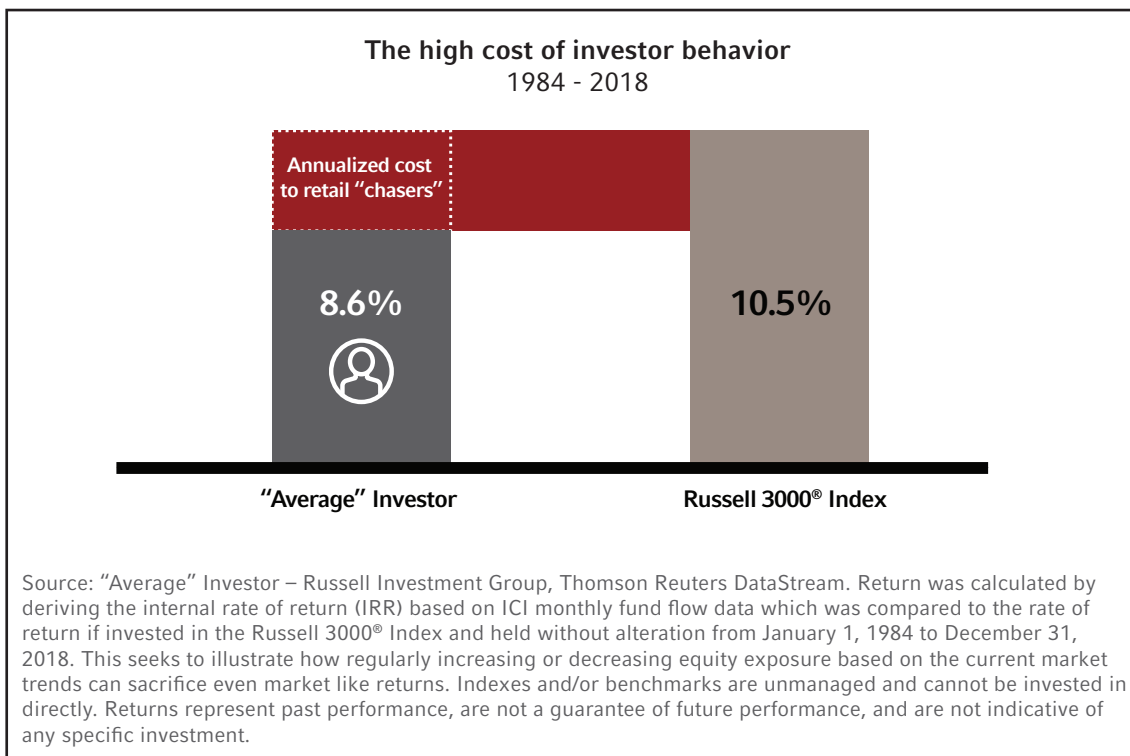 The high cost of investor behavior
1984 - 2018
Annualized cost
to retail “chasers”
8.6%
10.5%
“Average” Investor
Russell 3000® Index
Source: “Average” Investor – Russell Investment Group, Thomson Reuters DataStream. Return was calculated by
deriving the internal rate of return (IRR) based on ICI monthly fund flow data which was compared to the rate of
return if invested in the Russell 3000® Index and held without alteration from January 1, 1984 to December 31,
2018. This seeks to illustrate how regularly increasing or decreasing equity exposure based on the current market
trends can sacrifice even market like returns. Indexes and/or benchmarks are unmanaged and cannot be invested in
directly. Returns represent past performance, are not a guarantee of future performance, and are not indicative of
any specific investment.